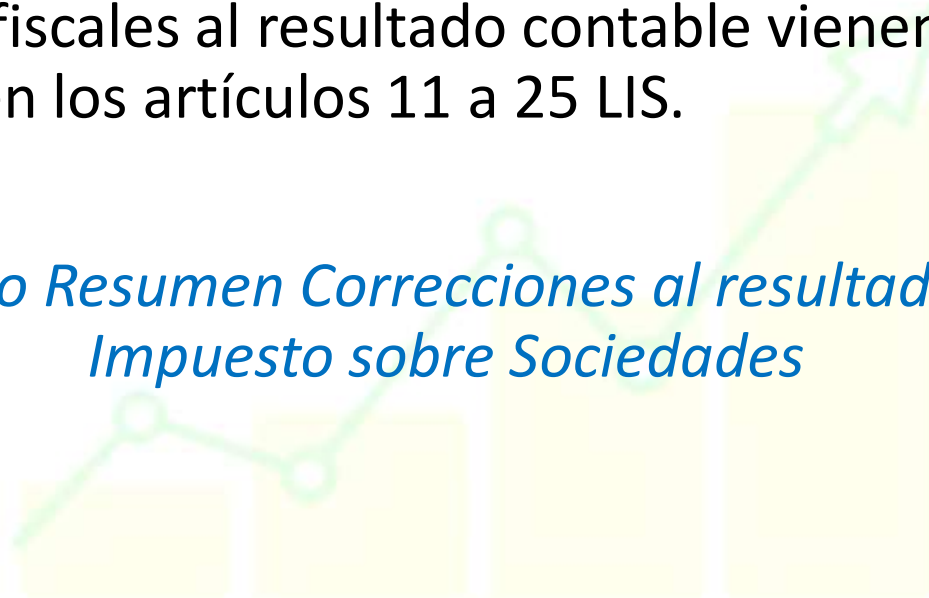 fiscales al resultado contable vienen
n los artículos 11 a 25 LIS.
o Resumen Correcciones al resultad
Impuesto sobre Sociedades